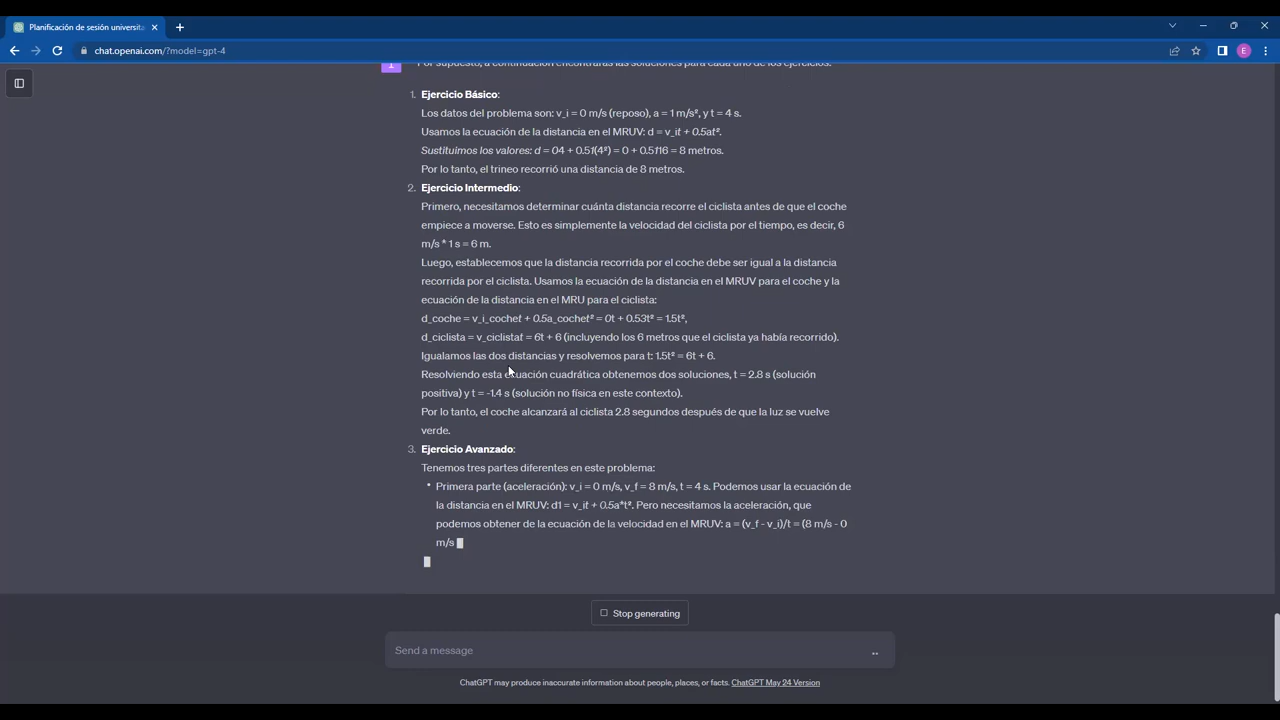 Planificación de sesión universita
chat.openai.com/?model=gpt-4
E
Por supuesto, a continuación encontrarás las soluciones para cada uno de los ejercicios.
1. Ejercicio Básico:
Los datos del problema son: v_i = 0 m/s (reposo), a = 1 m/s², y t = 4 s.
Usamos la ecuación de la distancia en el MRUV: d = v_it + 0.5at².
Sustituimos los valores: d = 04 + 0.51(4²) = 0 + 0.5116 = 8 metros.
Por lo tanto, el trineo recorrió una distancia de 8 metros.
2. Ejercicio Intermedio:
Primero, necesitamos determinar cuánta distancia recorre el ciclista antes de que el coche
empiece a moverse. Esto es simplemente la velocidad del ciclista por el tiempo, es decir, 6
m/s * 1 s = 6 m.
Luego, establecemos que la distancia recorrida por el coche debe ser igual a la distancia
recorrida por el ciclista. Usamos la ecuación de la distancia en el MRUV para el coche y la
ecuación de la distancia en el MRU para el ciclista:
d_coche = v_i_cochet + 0.5a_cochet² = 0t + 0.53t² = 1.5t²,
d_ciclista = v_ciclistat = 6t + 6 (incluyendo los 6 metros que el ciclista ya había recorrido).
Igualamos las dos distancias y resolvemos para t: 1.5t² = 6t + 6.
Resolviendo esta ecuación cuadrática obtenemos dos soluciones, t = 2.8 s (solución
positiva) y t = -1.4 s (solución no física en este contexto).
Por lo tanto, el coche alcanzará al ciclista 2.8 segundos después de que la luz se vuelve
verde.
3. Ejercicio Avanzado:
Tenemos tres partes diferentes en este problema:
• Primera parte (aceleración): v_i = 0 m/s, v_f = 8 m/s, t = 4 s. Podemos usar la ecuación de
la distancia en el MRUV: d1 = v_it + 0.5a*t². Pero necesitamos la aceleración, que
podemos obtener de la ecuación de la velocidad en el MRUV: a = (v_f - v_i)/t = (8 m/s - 0
m/s
Stop generating
Send a message
ChatGPT may produce inaccurate information about people, places, or facts. ChatGPT May 24 Version